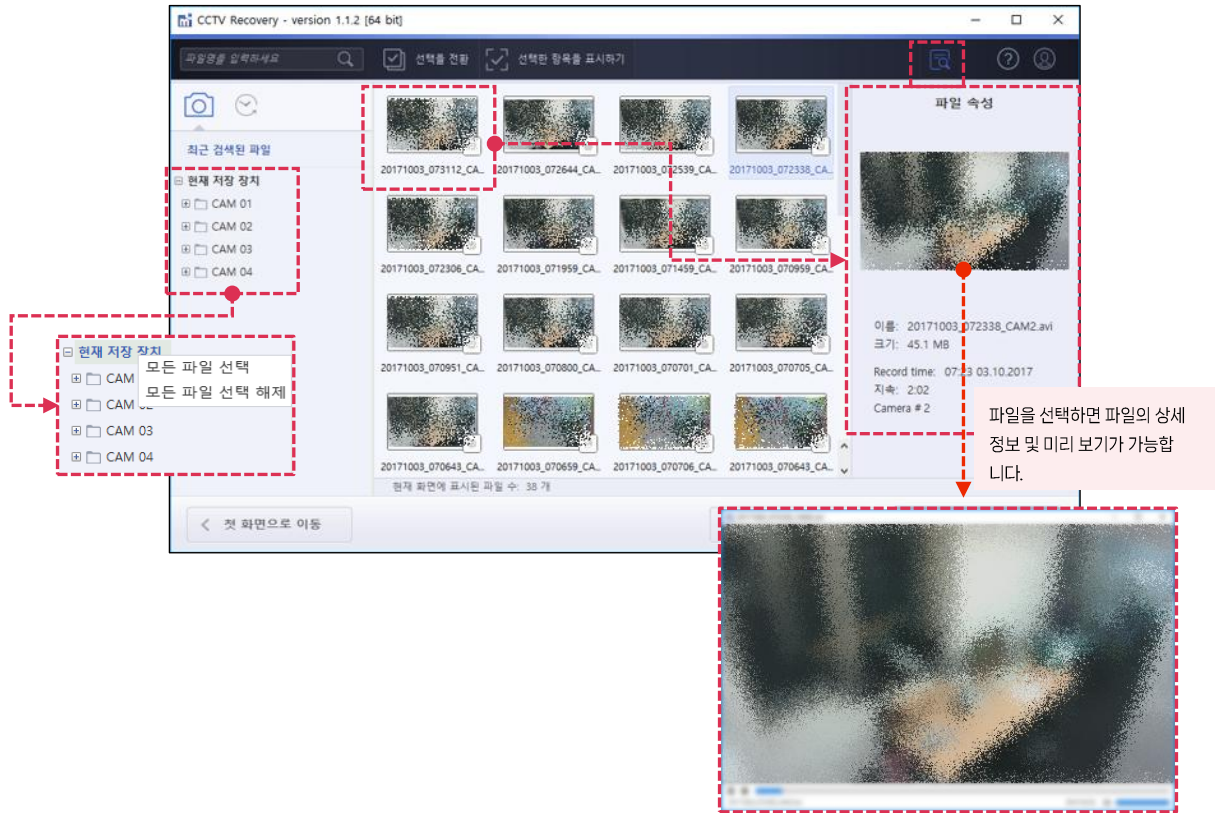 CCTV Recovery - version 1.1.2 [64 bit]
파일명을 입력하세요
선택을 전환
선택한 항목을 표시하기
최근 검색된 파일
현재 저장 장치
CAM 01
CAM 02
CAM 03
CAM 04
현재 저장 장치
모든 파일 선택
모든 파일 선택 해제
CAM
CAM 02
CAM 03
CAM 04
20171003_073112_CA...
20171003_072644_CA...
20171003_072539_CA...
20171003_072338_CA...
20171003_072306_CA...
20171003_071959_CA...
20171003_071459_CA...
20171003_070959_CA...
20171003_070951_CA...
20171003_070800_CA...
20171003_070701_CA...
20171003_070705_CA...
20171003_070643_CA...
20171003_070659_CA...
20171003_070706_CA...
20171003_070643_CA...
현재 화면에 표시된 파일 수: 38 개
첫 화면으로 이동
파일 속성
이름: 20171003_072338_CAM2.avi
크기: 45.1 MB
Record time: 07:23 03.10.2017
지속: 2:02
Camera # 2
파일을 선택하면 파일의 상세
정보 및 미리 보기가 가능합
니다.